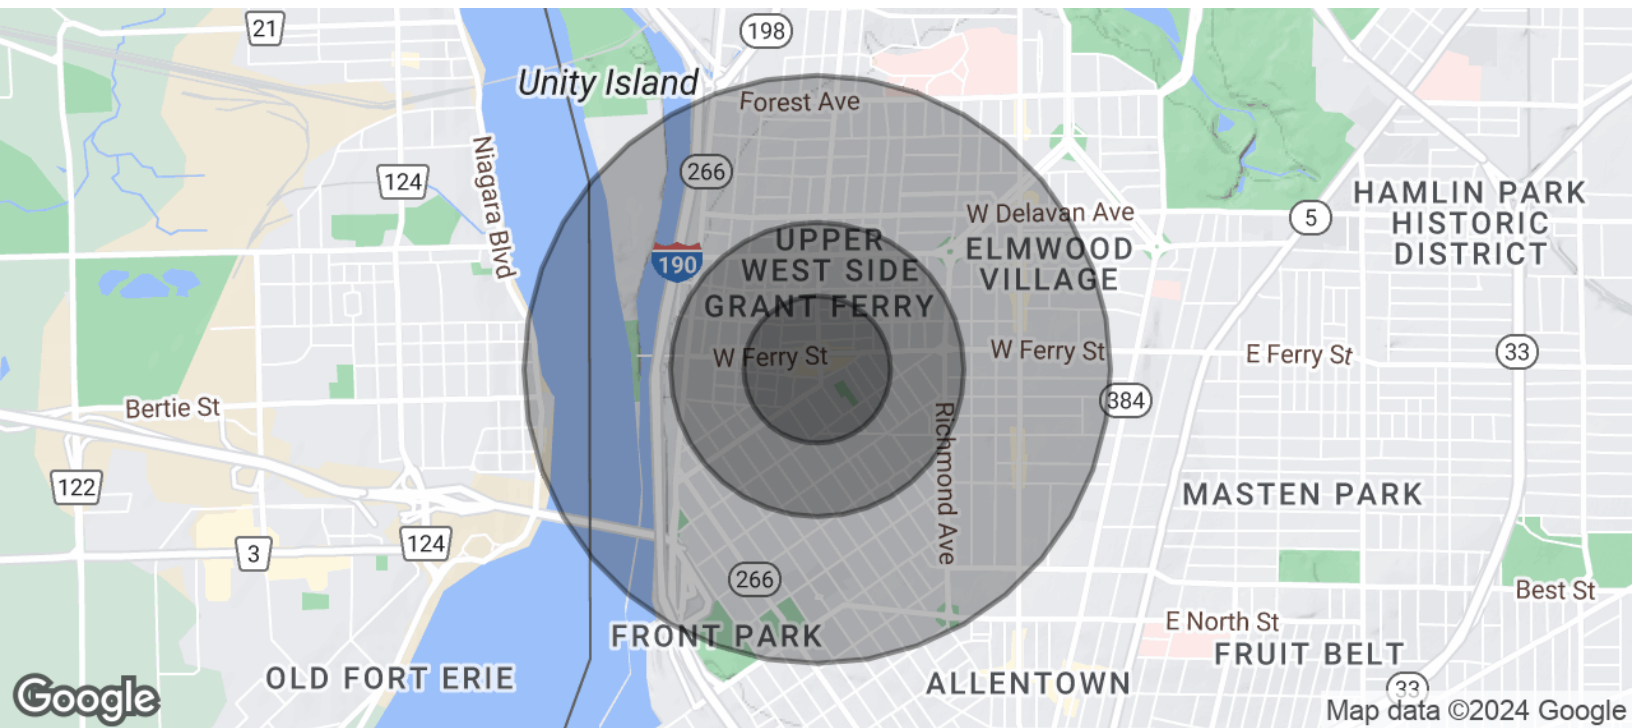 21
198
Unity Island
Forest Ave
Niagara Blvd
124
266
W Delavan Ave
5
HAMLIN PARK
HISTORIC
DISTRICT
190
UPPER
WEST SIDE
GRANT FERRY
ELMWOOD
VILLAGE
W Ferry St
W Ferry St
E Ferry St
33
Bertie St
384
Richmond Ave
122
MASTEN PARK
3
124
266
Best St
E North St
FRONT PARK
FRUIT BELT
OLD FORT ERIE
ALLENTOWN
33
Google
Map data ©2024 Google